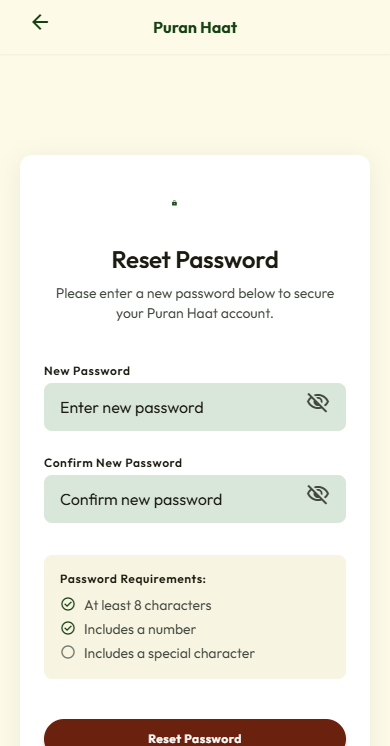 Puran Haat
Reset Password
Please enter a new password below to secure
your Puran Haat account.
New Password
Enter new password
Confirm New Password
Confirm new password
Password Requirements:
At least 8 characters
Includes a number
Includes a special character
Reset Password